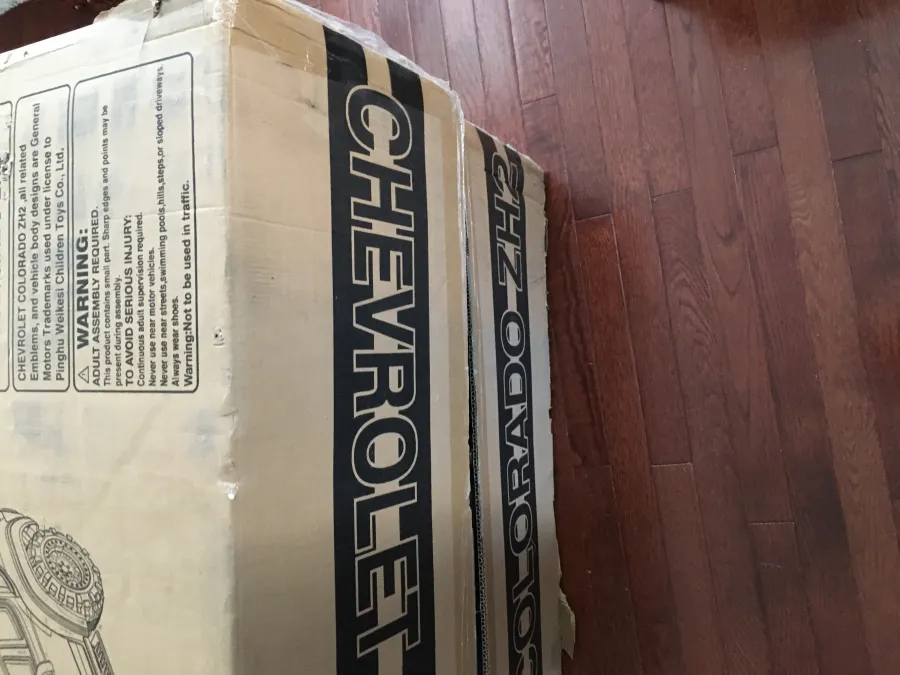 CHEVROLET COLORADO ZH2 ,all related
Emblems, and vehicle body designs are General
Motors Trademarks used under license to
Pinghu Weikesi Children Toys Co., Ltd.
WARNING:
ADULT ASSEMBLY REQUIRED.
This product contains small part. Sharp edges and points may be
present during assembly.
TO AVOID SERIOUS INJURY:
Continuous adult supervision required.
Never use near motor vehicles.
Never use near streets,swimming pools,hills,steps,or sloped driveways.
Always wear shoes.
Warning:Not to be used in traffic.
CHEVROLET
COLORADO ZH2